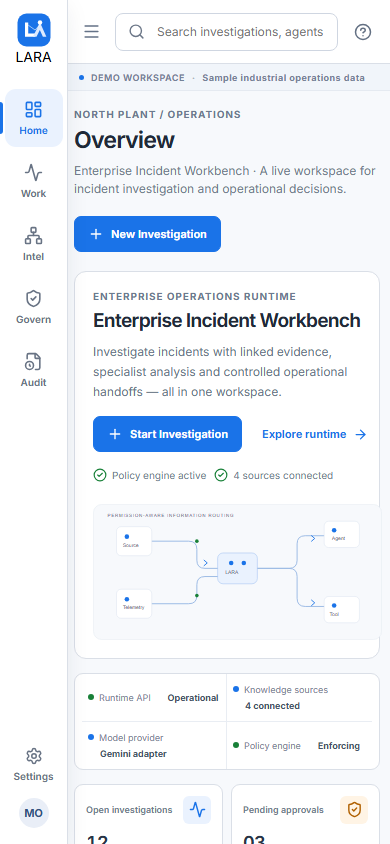 LARA
Search investigations, agents
DEMO WORKSPACE · Sample industrial operations data
Home
Work
Intel
Govern
Audit
Settings
MO
NORTH PLANT / OPERATIONS
Overview
Enterprise Incident Workbench · A live workspace for
incident investigation and operational decisions.
New Investigation
ENTERPRISE OPERATIONS RUNTIME
Enterprise Incident Workbench
Investigate incidents with linked evidence,
specialist analysis and controlled operational
handoffs — all in one workspace.
Start Investigation
Explore runtime
Policy engine active
4 sources connected
PERMISSION-AWARE INFORMATION ROUTING
Source
Telemetry
LARA
Agent
Tool
Runtime API Operational
Knowledge sources
4 connected
Model provider
Gemini adapter
Policy engine Enforcing
Open investigations
12
Pending approvals
03